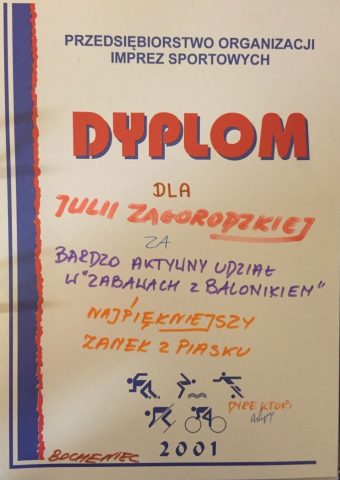 PRZEDSIĘBIORSTWO ORGANIZACJI
IMPREZ SPORTOWYCH
DYPLOM
DLA
JULII ZAGORODZKIEJ
ZA
BARDZO AKTYWNY UDZIAŁ
W "ZABAWACH Z BALONIKIEM"
I
NAJPIĘKNIEJSZY
ZAMEK Z PIASKU
DYREKTOR:
2001
BOCHENIEC